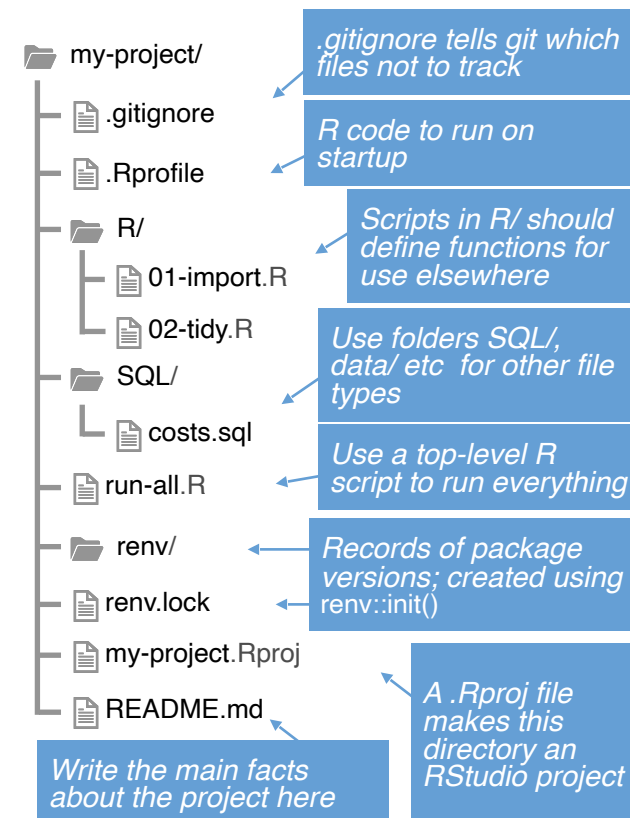 my-project/
.gitignore tells git which
files not to track
.gitignore
R code to run on
startup
.Rprofile
R/
Scripts in R/ should
define functions for
use elsewhere
01-import.R
02-tidy.R
Use folders SQL/,
data/ etc for other file
types
SQL/
costs.sql
Use a top-level R
script to run everything
run-all.R
renv/
Records of package
versions; created using
renv::init()
renv.lock
my-project.Rproj
A .Rproj file
makes this
directory an
RStudio project
README.md
Write the main facts
about the project here